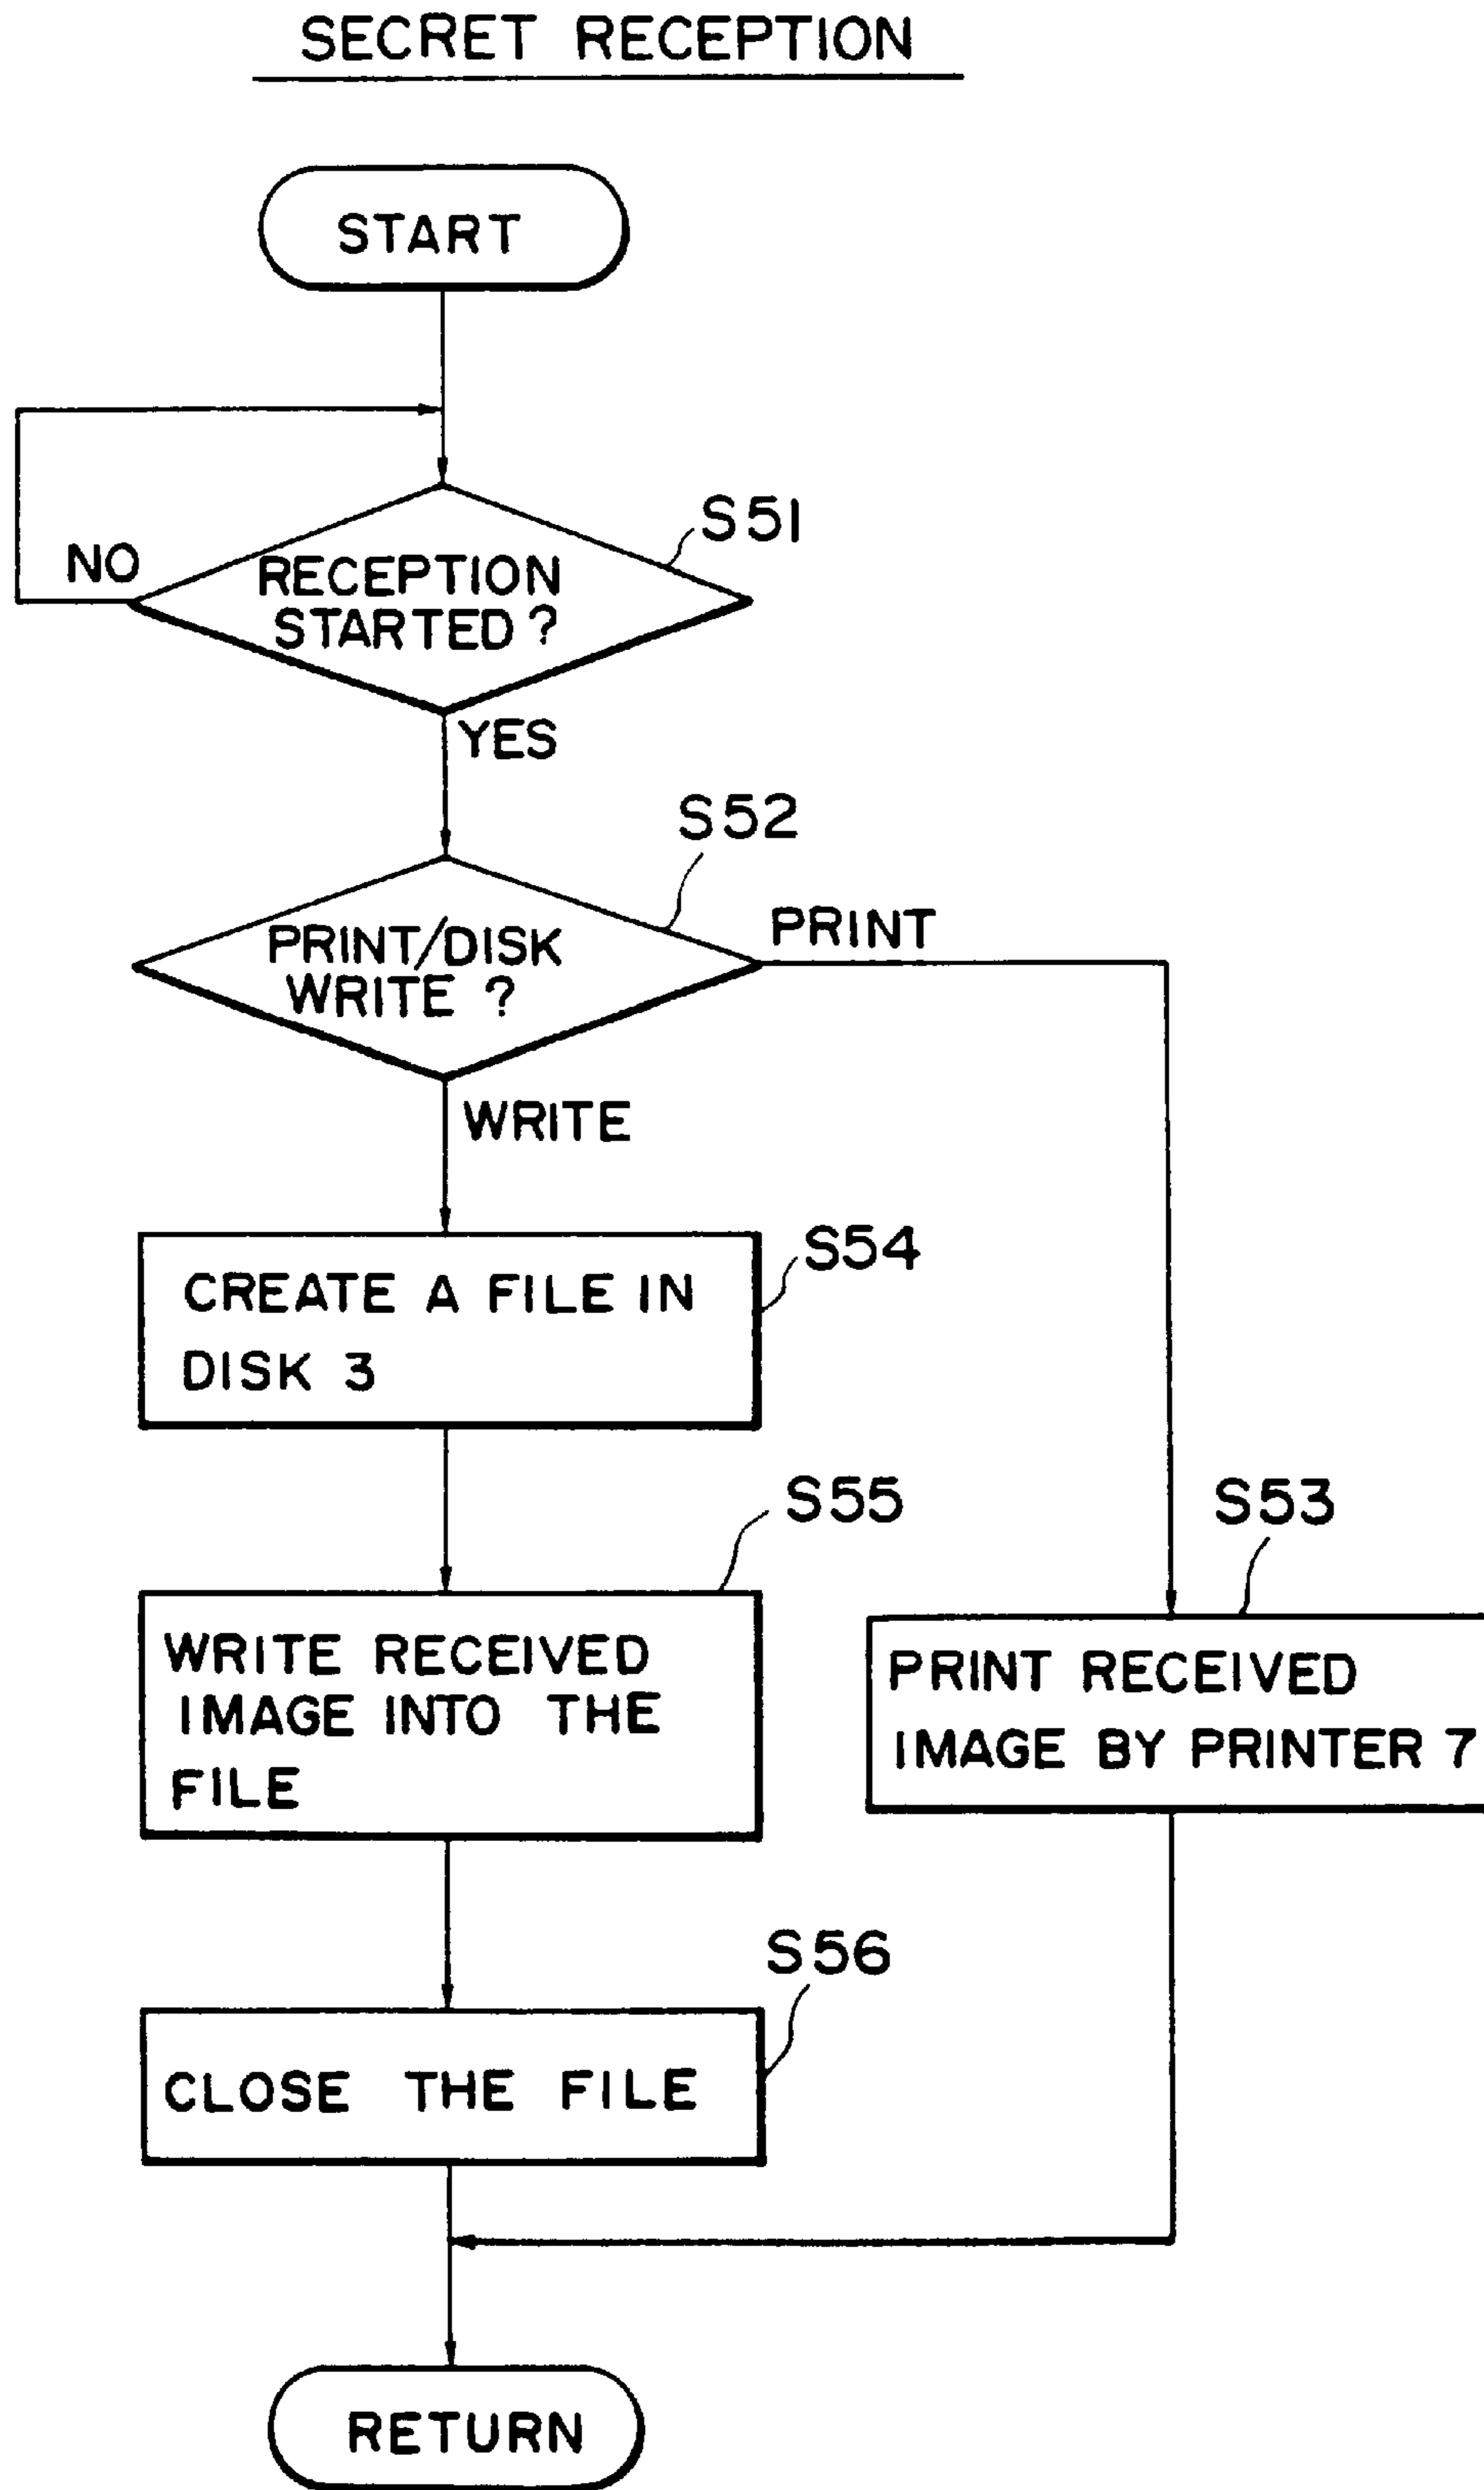 SECRET RECEPTION
START
S51
NO
RECEPTION
STARTED ?
YES
S52
PRINT/DISK
WRITE ?
PRINT
WRITE
S54
CREATE A FILE IN
DISK 3
S55
WRITE RECEIVED
IMAGE INTO THE
FILE
S53
PRINT RECEIVED
IMAGE BY PRINTER 7
S56
CLOSE THE FILE
RETURN